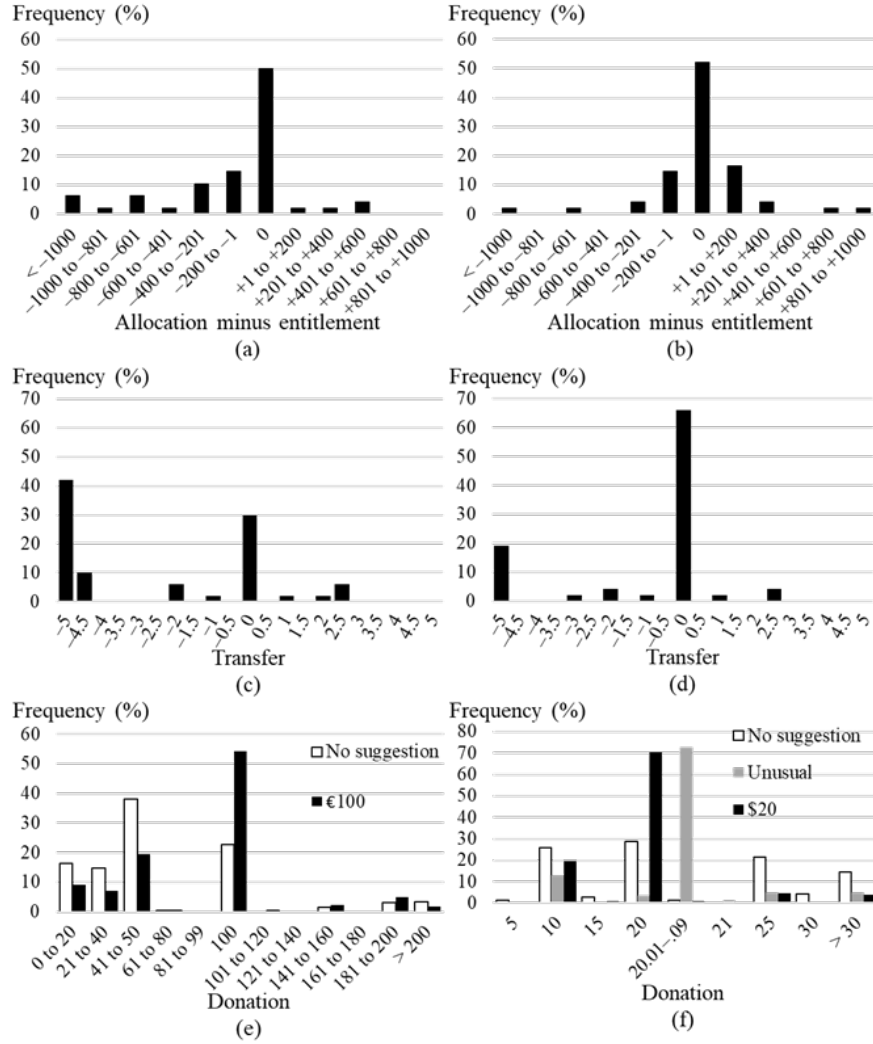 Frequency (%)
60
50
40
30
20
10
0
< −1000
−1000 to −801
−800 to −601
−600 to −401
−400 to −201
−200 to −1
0
+1 to +200
+201 to +400
+401 to +600
+601 to +800
+801 to +1000
Allocation minus entitlement
(a)
Frequency (%)
60
50
40
30
20
10
0
< −1000
−1000 to −801
−800 to −601
−600 to −401
−400 to −201
−200 to −1
0
+1 to +200
+201 to +400
+401 to +600
+601 to +800
+801 to +1000
Allocation minus entitlement
(b)
Frequency (%)
70
60
50
40
30
20
10
0
−5
−4.5
−4
−3.5
−3
−2.5
−2
−1.5
−1
−0.5
0
0.5
1
1.5
2
2.5
3
3.5
4
4.5
5
Transfer
(c)
Frequency (%)
70
60
50
40
30
20
10
0
−5
−4.5
−4
−3.5
−3
−2.5
−2
−1.5
−1
−0.5
0
0.5
1
1.5
2
2.5
3
3.5
4
4.5
5
Transfer
(d)
Frequency (%)
60
50
40
30
20
10
0
No suggestion
€100
0 to 20
21 to 40
41 to 50
61 to 80
81 to 99
100
101 to 120
121 to 140
141 to 160
161 to 180
181 to 200
> 200
Donation
(e)
Frequency (%)
80
70
60
50
40
30
20
10
0
No suggestion
Unusual
$20
5
10
15
20
20.01–.09
21
25
30
> 30
Donation
(f)